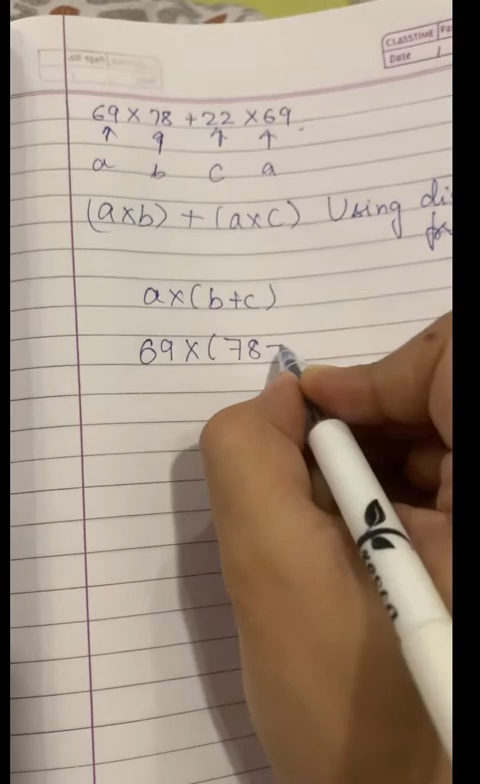 CLASSTIME
Date
69 × 78 + 22 × 69.
↑ ↑ ↑ ↑
a b c a
(a×b) + (a×c) Using
a×(b+c)
69 × (78